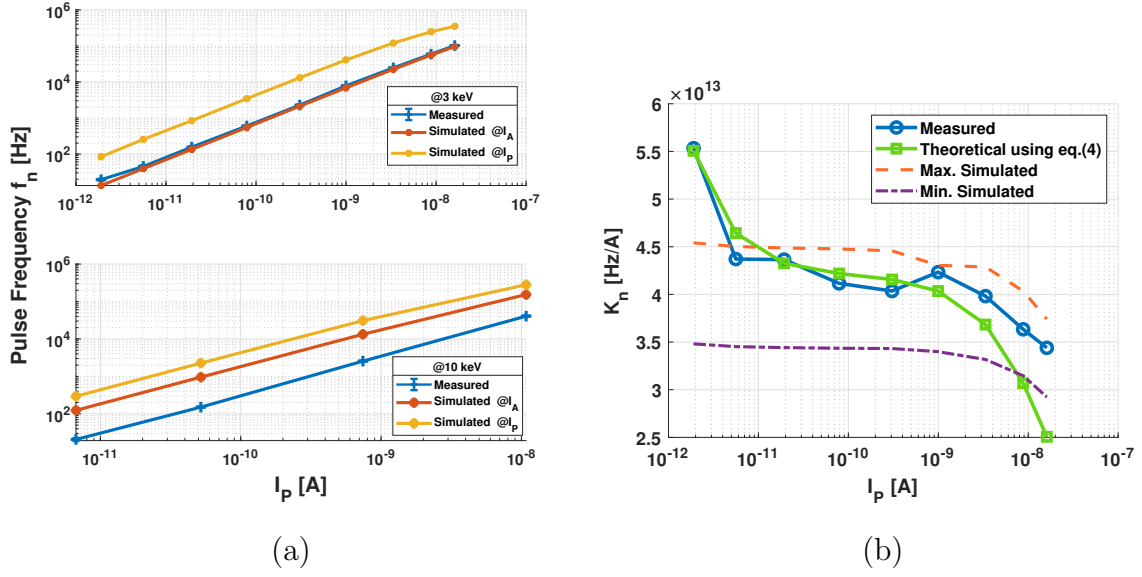 Pulse Frequency f_n [Hz]
10^6
10^4
10^2
10^-12 10^-11 10^-10 10^-9 10^-8 10^-7
@3 keV
Measured
Simulated @I_A
Simulated @I_P
10^6
10^4
10^2
10^-11 10^-10 10^-9 10^-8
@10 keV
Measured
Simulated @I_A
Simulated @I_P
I_P [A]
(a)
×10^13
K_n [Hz/A]
6
5.5
5
4.5
4
3.5
3
2.5
10^-12 10^-11 10^-10 10^-9 10^-8 10^-7
Measured
Theoretical using eq.(4)
Max. Simulated
Min. Simulated
I_P [A]
(b)